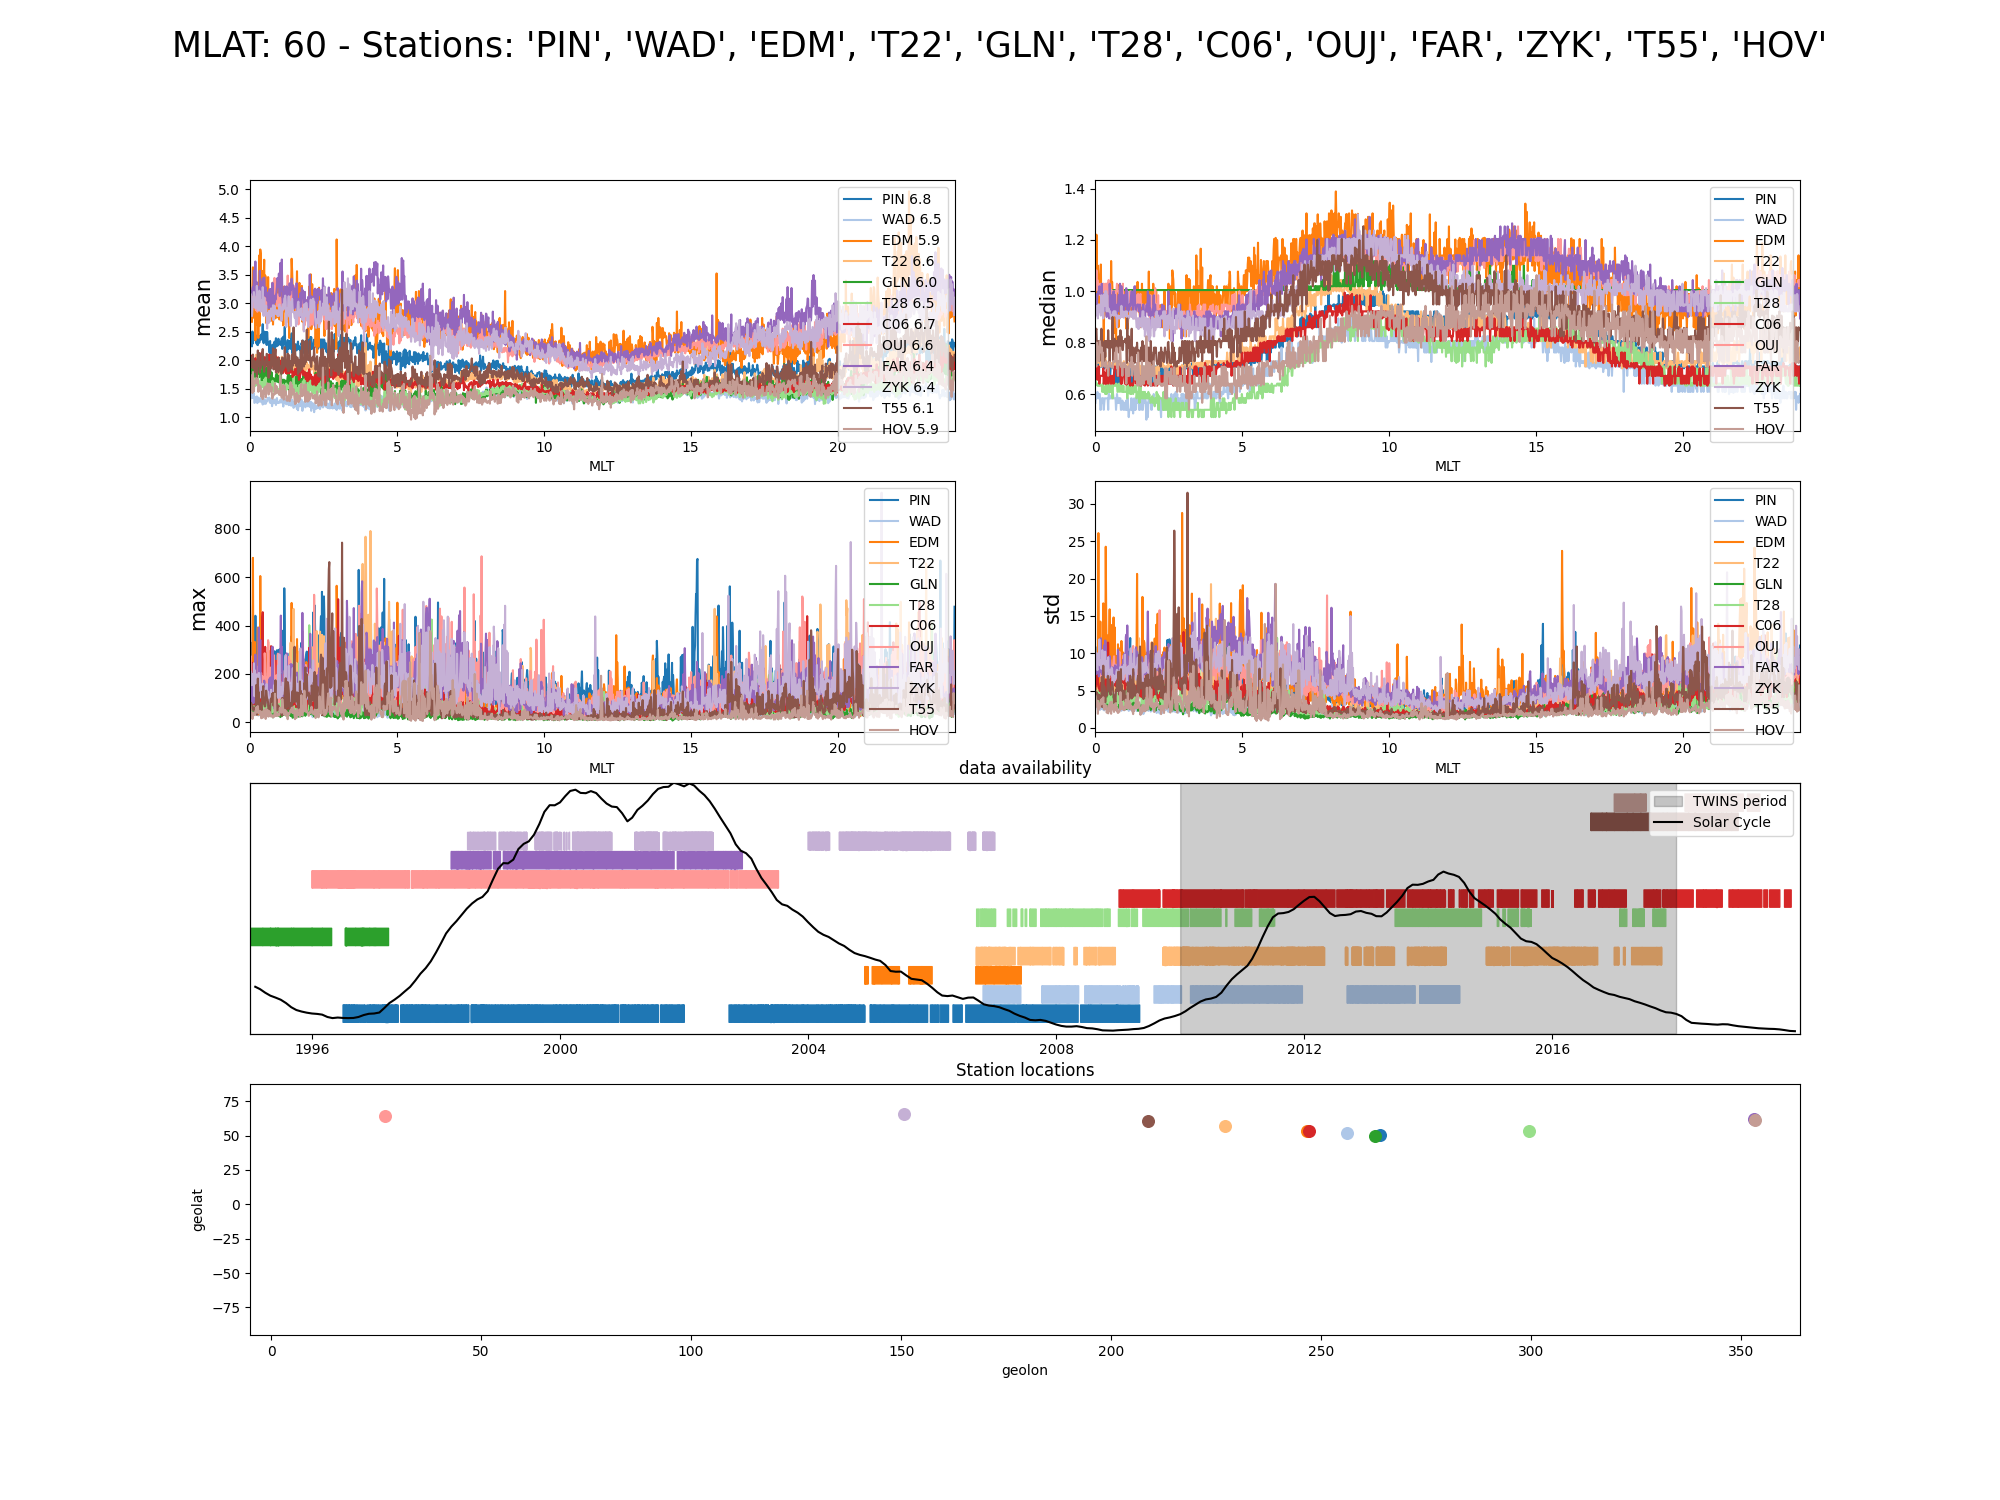 MLAT: 60 - Stations: 'PIN', 'WAD', 'EDM', 'T22', 'GLN', 'T28', 'C06', 'OUJ', 'FAR', 'ZYK', 'T55', 'HOV'
mean
5.0
4.5
4.0
3.5
3.0
2.5
2.0
1.5
1.0
PIN 6.8
WAD 6.5
EDM 5.9
T22 6.6
GLN 6.0
T28 6.5
C06 6.7
OUJ 6.6
FAR 6.4
ZYK 6.4
T55 6.1
HOV 5.9
0 5 10 15 20
MLT
median
1.4
1.2
1.0
0.8
0.6
PIN
WAD
EDM
T22
GLN
T28
C06
OUJ
FAR
ZYK
T55
HOV
0 5 10 15 20
MLT
max
800
600
400
200
0
PIN
WAD
EDM
T22
GLN
T28
C06
OUJ
FAR
ZYK
T55
HOV
0 5 10 15 20
MLT
std
30
25
20
15
10
5
0
PIN
WAD
EDM
T22
GLN
T28
C06
OUJ
FAR
ZYK
T55
HOV
0 5 10 15 20
MLT
data availability
TWINS period
Solar Cycle
1996 2000 2004 2008 2012 2016
Station locations
geolat
75
50
25
0
−25
−50
−75
0 50 100 150 200 250 300 350
geolon